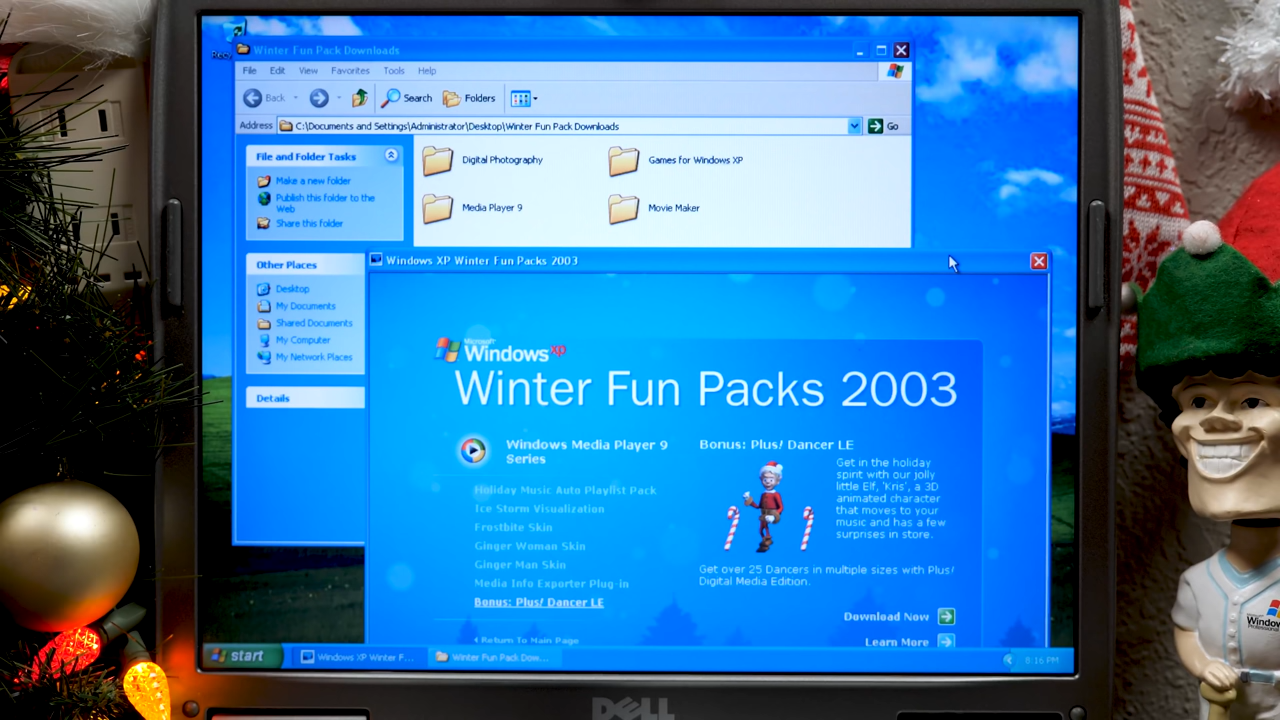 Winter Fun Pack Downloads
File Edit View Favorites Tools Help
Back Search Folders
Address C:\Documents and Settings\Administrator\Desktop\Winter Fun Pack Downloads Go
File and Folder Tasks
Make a new folder
Publish this folder to the
Web
Share this folder
Digital Photography
Games for Windows XP
Media Player 9
Movie Maker
Other Places
Desktop
My Documents
Shared Documents
My Computer
My Network Places
Details
Windows XP Winter Fun Packs 2003
Microsoft
Windows xp
Winter Fun Packs 2003
Windows Media Player 9
Series
Holiday Music Auto Playlist Pack
Ice Storm Visualization
Frostbite Skin
Ginger Woman Skin
Ginger Man Skin
Media Info Exporter Plug-in
Bonus: Plus! Dancer LE
Return To Main Page
Bonus: Plus! Dancer LE
Get in the holiday
spirit with our jolly
little Elf, 'Kris', a 3D
animated character
that moves to your
music and has a few
surprises in store.
Get over 25 Dancers in multiple sizes with Plus!
Digital Media Edition.
Download Now
Learn More
start
Windows XP Winter F...
Winter Fun Pack Dow...
8:16 PM
DELL